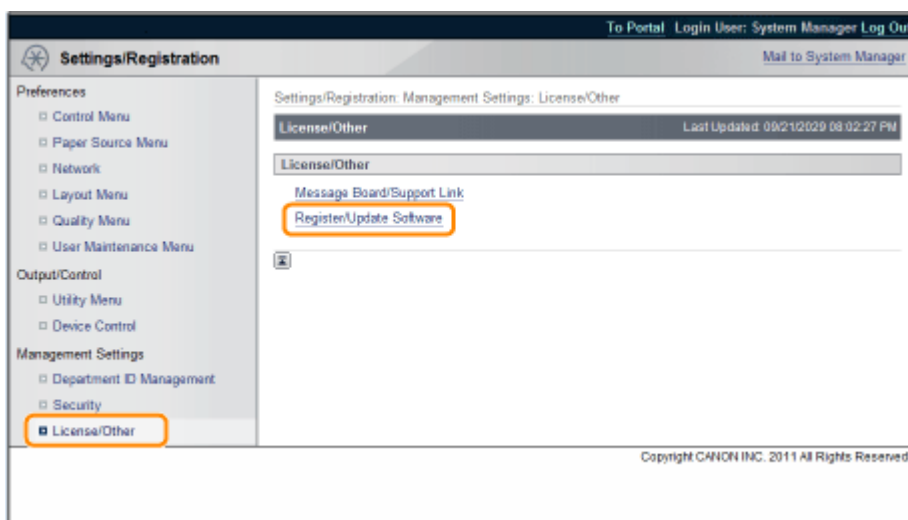 To Portal Login User: System Manager Log Ou
Settings/Registration
Mail to System Manager
Preferences
Control Menu
Paper Source Menu
Network
Layout Menu
Quality Menu
User Maintenance Menu
Output/Control
Utility Menu
Device Control
Management Settings
Department ID Management
Security
License/Other
Settings/Registration: Management Settings: License/Other
License/Other Last Updated: 09/21/2029 08:02:27 PM
License/Other
Message Board/Support Link
Register/Update Software
Copyright CANON INC. 2011 All Rights Reserved